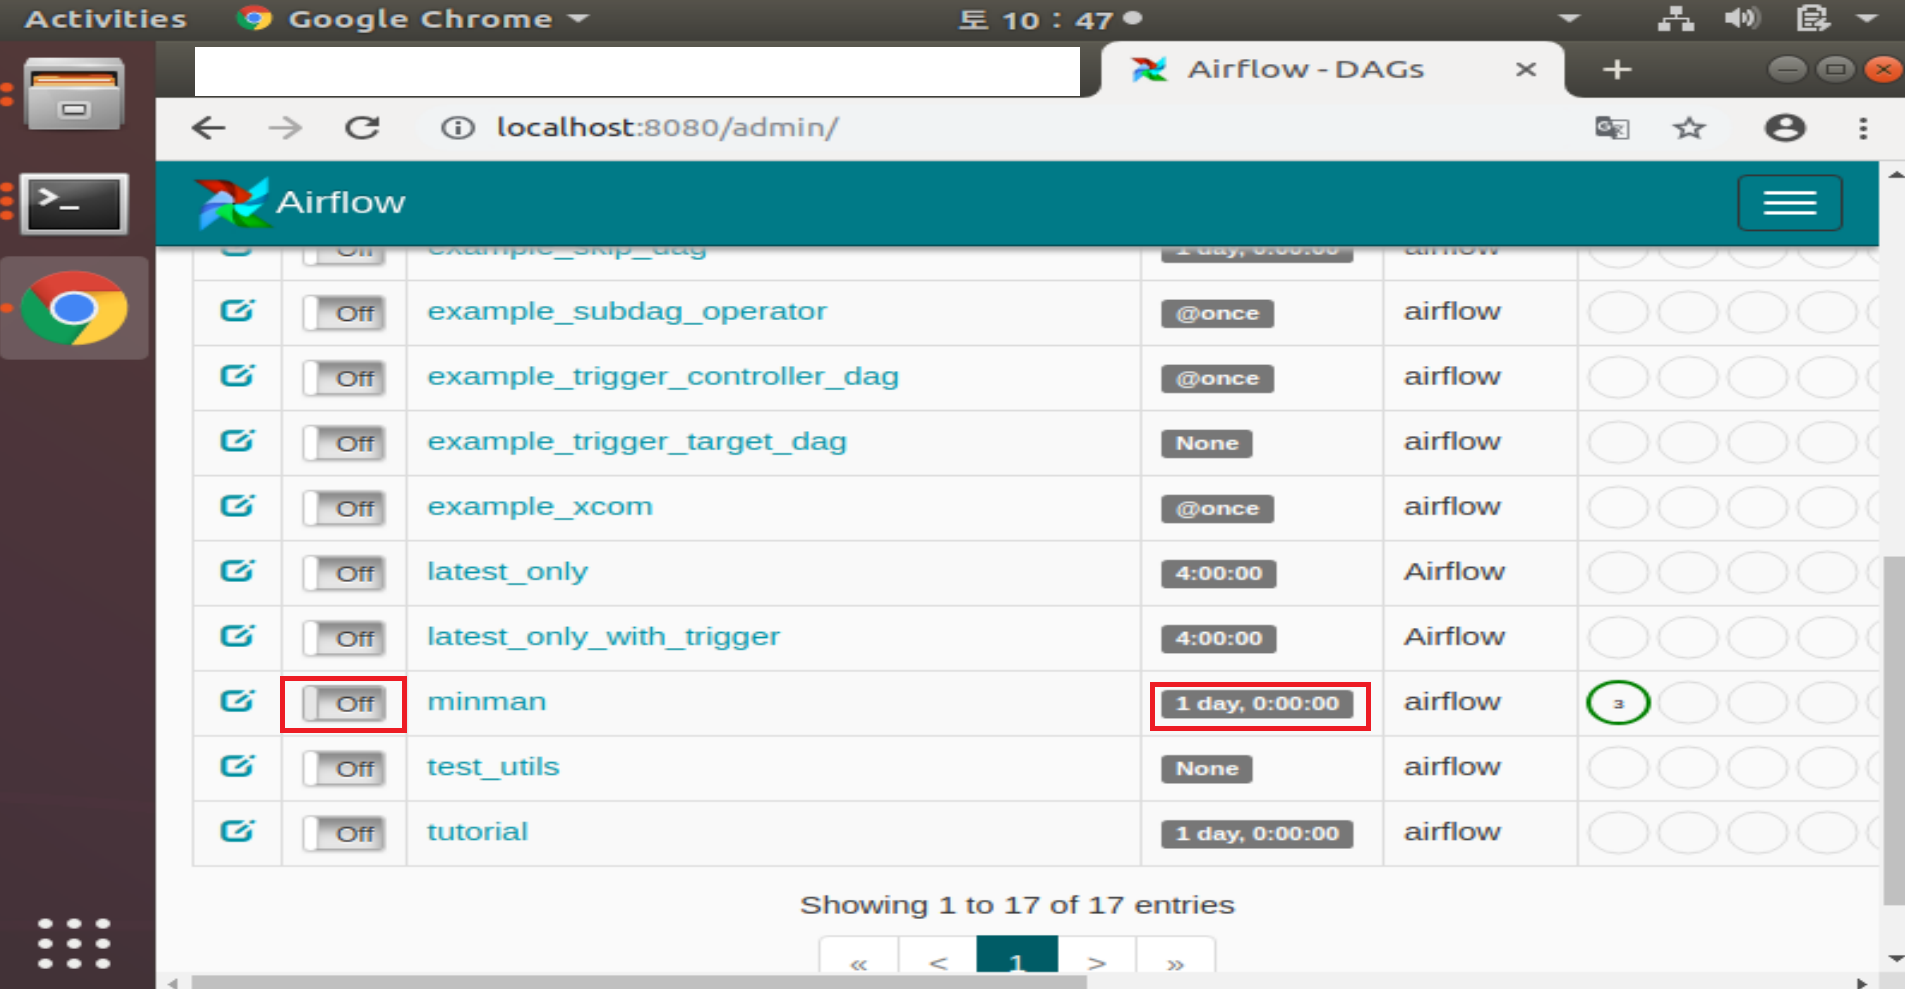 Activities Google Chrome 토 10 : 47
Airflow - DAGs
localhost:8080/admin/
Airflow
Off example_skip_dag 1 day, 0:00:00 airflow
Off example_subdag_operator @once airflow
Off example_trigger_controller_dag @once airflow
Off example_trigger_target_dag None airflow
Off example_xcom @once airflow
Off latest_only 4:00:00 Airflow
Off latest_only_with_trigger 4:00:00 Airflow
Off minman 1 day, 0:00:00 airflow 3
Off test_utils None airflow
Off tutorial 1 day, 0:00:00 airflow
Showing 1 to 17 of 17 entries
« < 1 > »